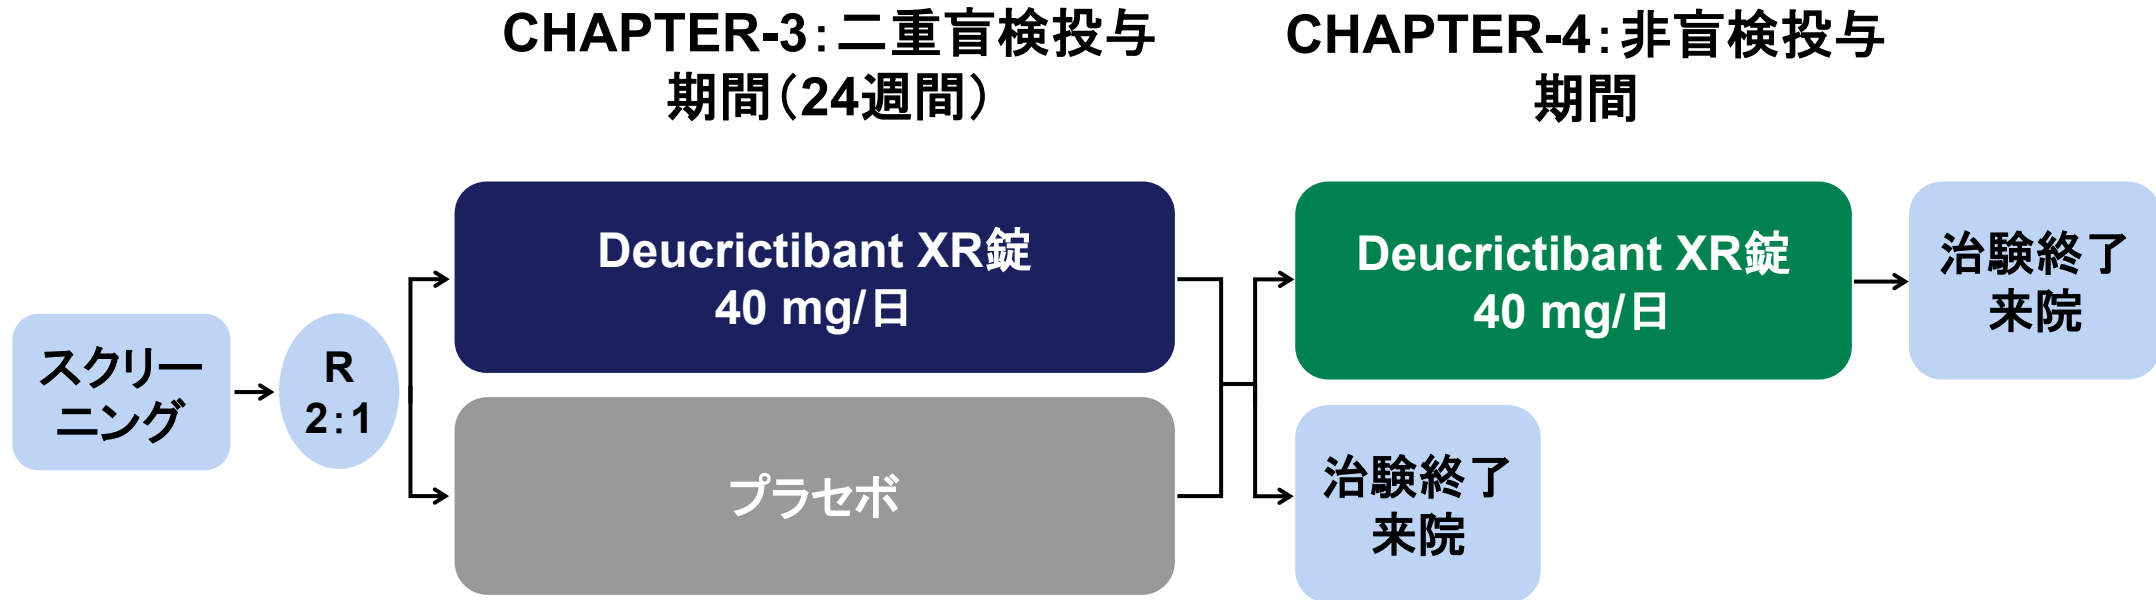 CHAPTER-3：二重盲検投与
期間（24週間）
CHAPTER-4：非盲検投与
期間
スクリー
ニング
R
2：1
Deucrictibant XR錠
40 mg/日
プラセボ
Deucrictibant XR錠
40 mg/日
治験終了
来院
治験終了
来院